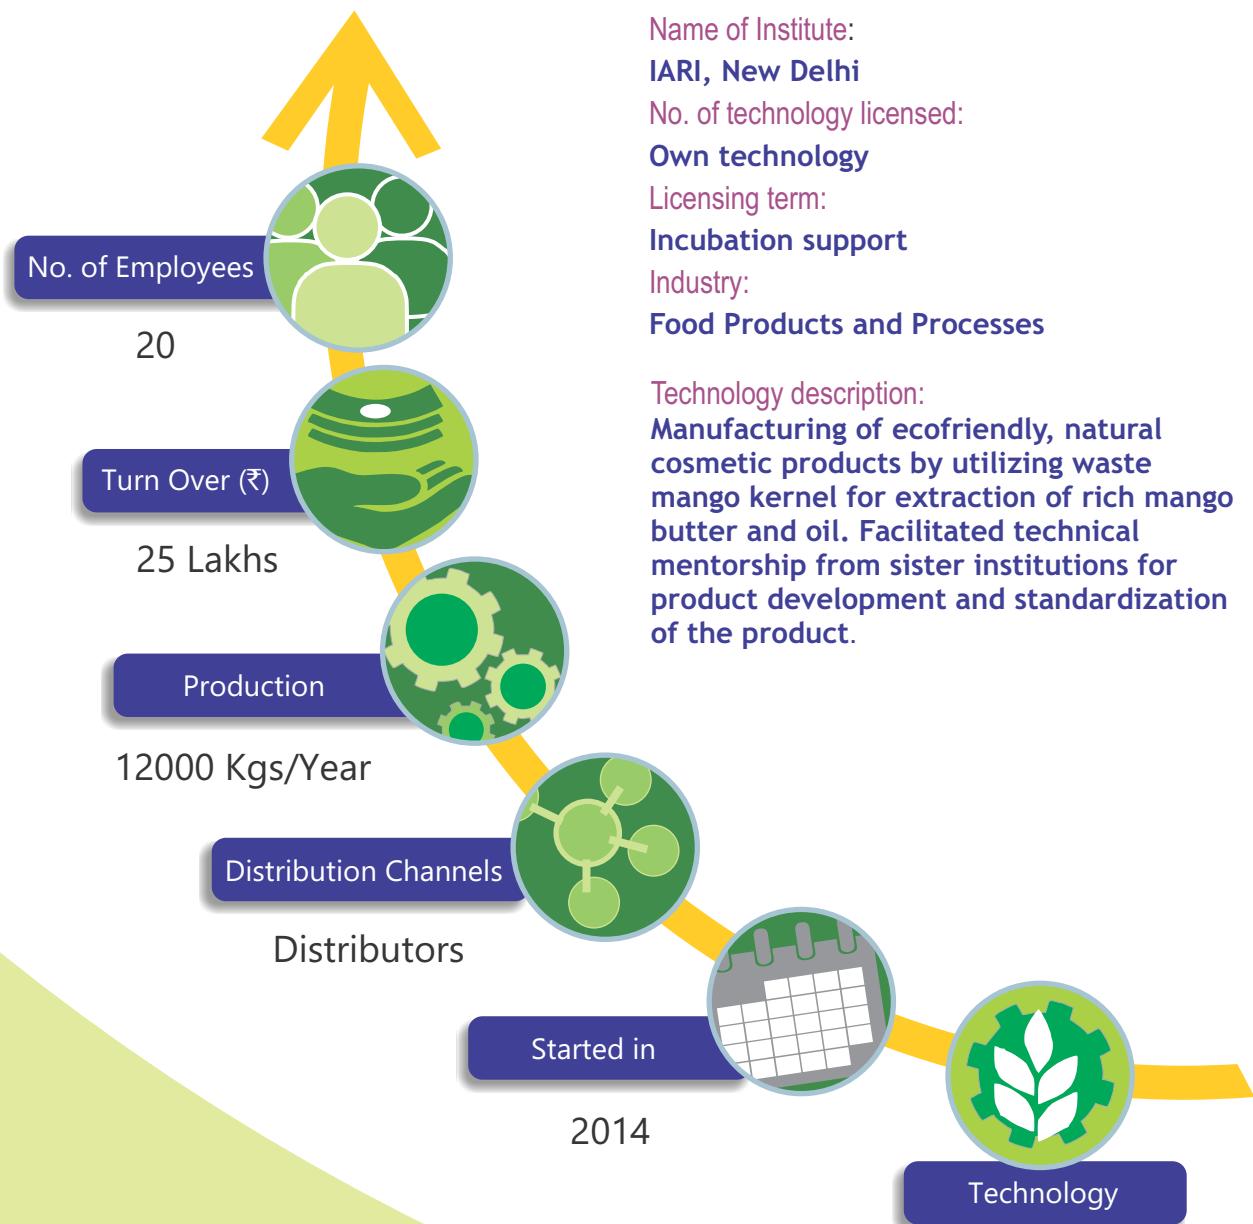 Name of Institute:
IARI, New Delhi
No. of technology licensed:
Own technology
Licensing term:
Incubation support
Industry:
Food Products and Processes
Technology description:
Manufacturing of ecofriendly, natural
cosmetic products by utilizing waste
mango kernel for extraction of rich mango
butter and oil. Facilitated technical
mentorship from sister institutions for
product development and standardization
of the product.
No. of Employees
20
Turn Over (₹)
25 Lakhs
Production
12000 Kgs/Year
Distribution Channels
Distributors
Started in
2014
Technology